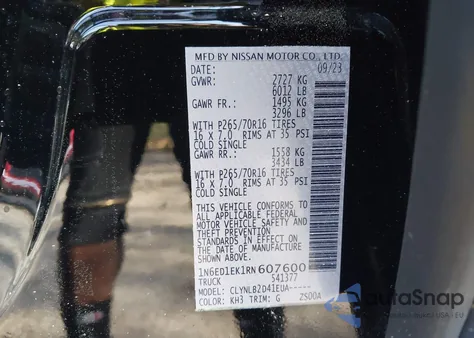 MFD BY NISSAN MOTOR CO., LTD.
DATE: 09/23
GVWR: 2727 KG
6012 LB
GAWR FR.: 1495 KG
3296 LB
WITH P265/70R16 TIRES
16 X 7.0 RIMS AT 35 PSI
COLD SINGLE
GAWR RR.: 1558 KG
3434 LB
WITH P265/70R16 TIRES
16 X 7.0 RIMS AT 35 PSI
COLD SINGLE
THIS VEHICLE CONFORMS TO
ALL APPLICABLE FEDERAL
MOTOR VEHICLE SAFETY AND
THEFT PREVENTION
STANDARDS IN EFFECT ON
THE DATE OF MANUFACTURE
SHOWN ABOVE.
1N6ED1EK1RN607600
TRUCK S41377
MODEL: CLYNLB2D41EUA-----
COLOR: KH3 TRIM: G ZS00A
AutoSnap